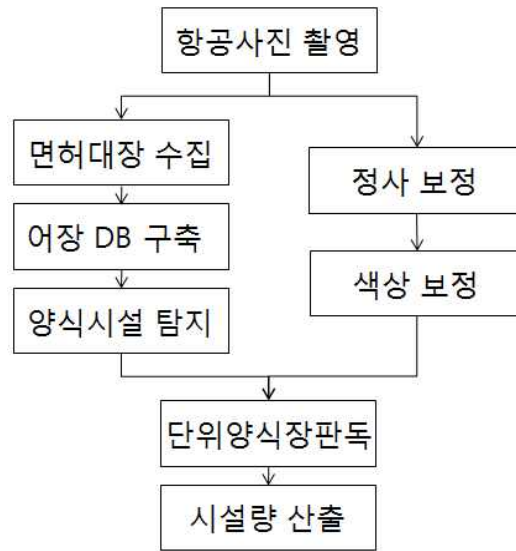 항공사진 촬영
면허대장 수집
어장 DB 구축
양식시설 탐지
정사 보정
색상 보정
단위양식장판독
시설량 산출